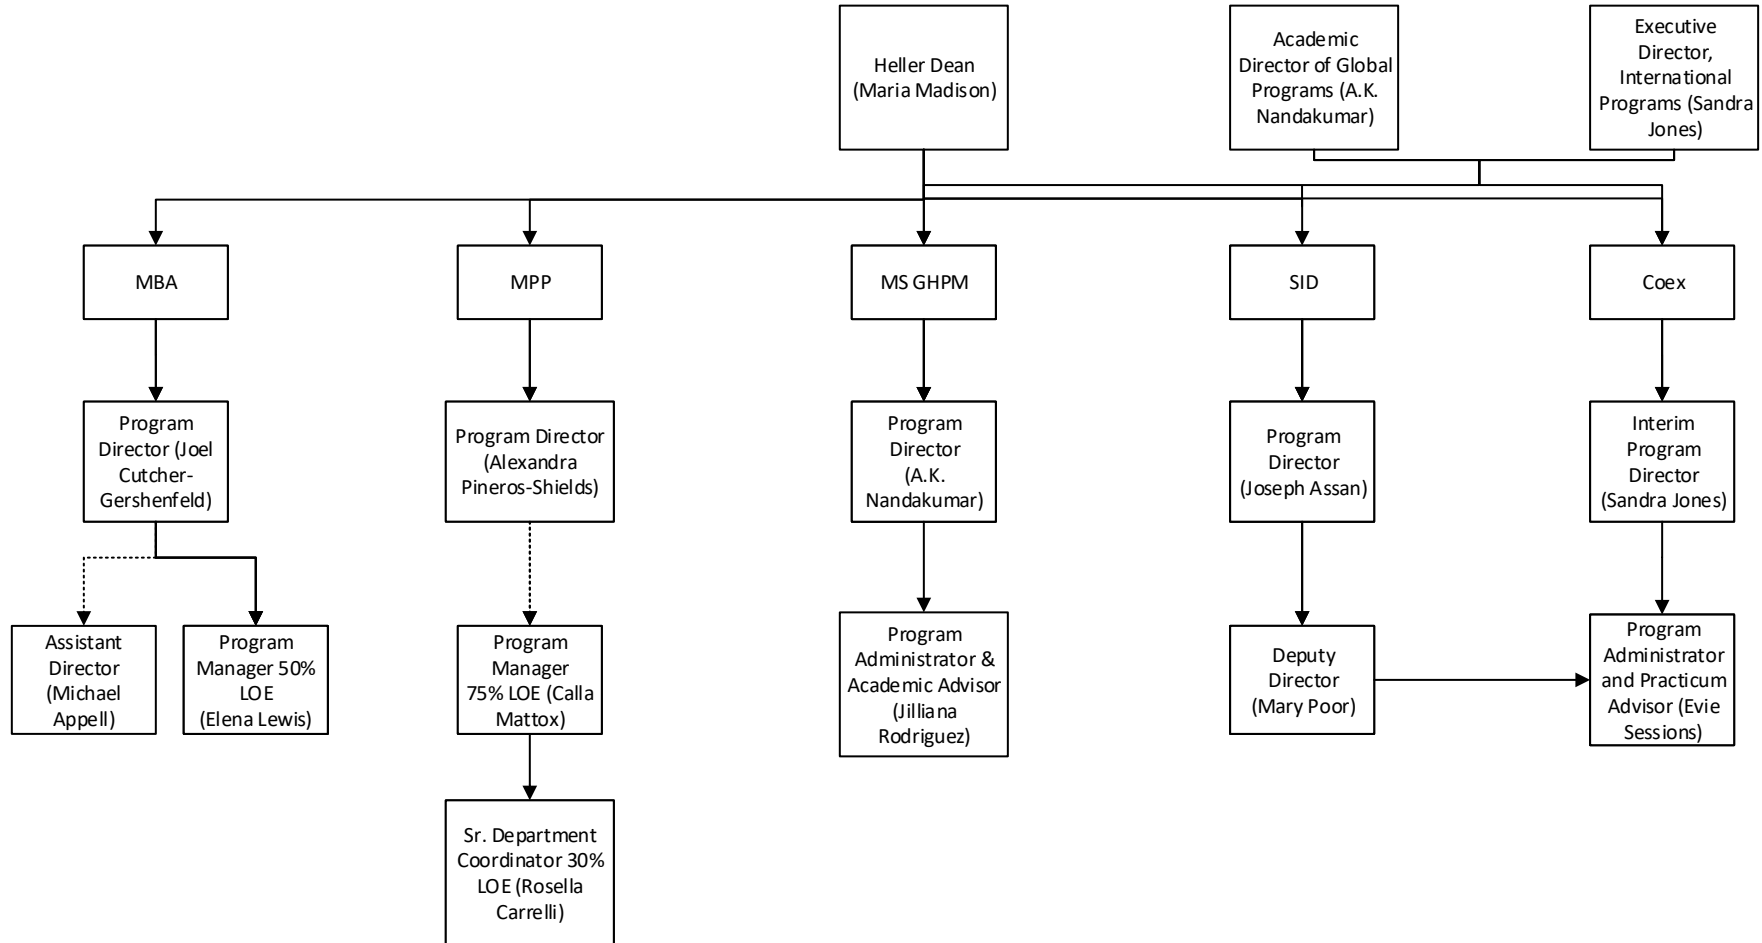 Heller Dean
(Maria Madison)
Academic
Director of Global
Programs (A.K.
Nandakumar)
Executive
Director,
International
Programs (Sandra
Jones)
MBA
MPP
MS GHPM
SID
Coex
Program
Director (Joel
Cutcher-
Gershenfeld)
Program Director
(Alexandra
Pineros-Shields)
Program
Director
(A.K.
Nandakumar)
Program
Director
(Joseph Assan)
Interim
Program
Director
(Sandra Jones)
Assistant
Director
(Michael
Appell)
Program
Manager 50%
LOE
(Elena Lewis)
Program
Manager
75% LOE (Calla
Mattox)
Program
Administrator &
Academic Advisor
(Jilliana
Rodriguez)
Deputy
Director
(Mary Poor)
Program
Administrator
and Practicum
Advisor (Evie
Sessions)
Sr. Department
Coordinator 30%
LOE (Rosella
Carrelli)